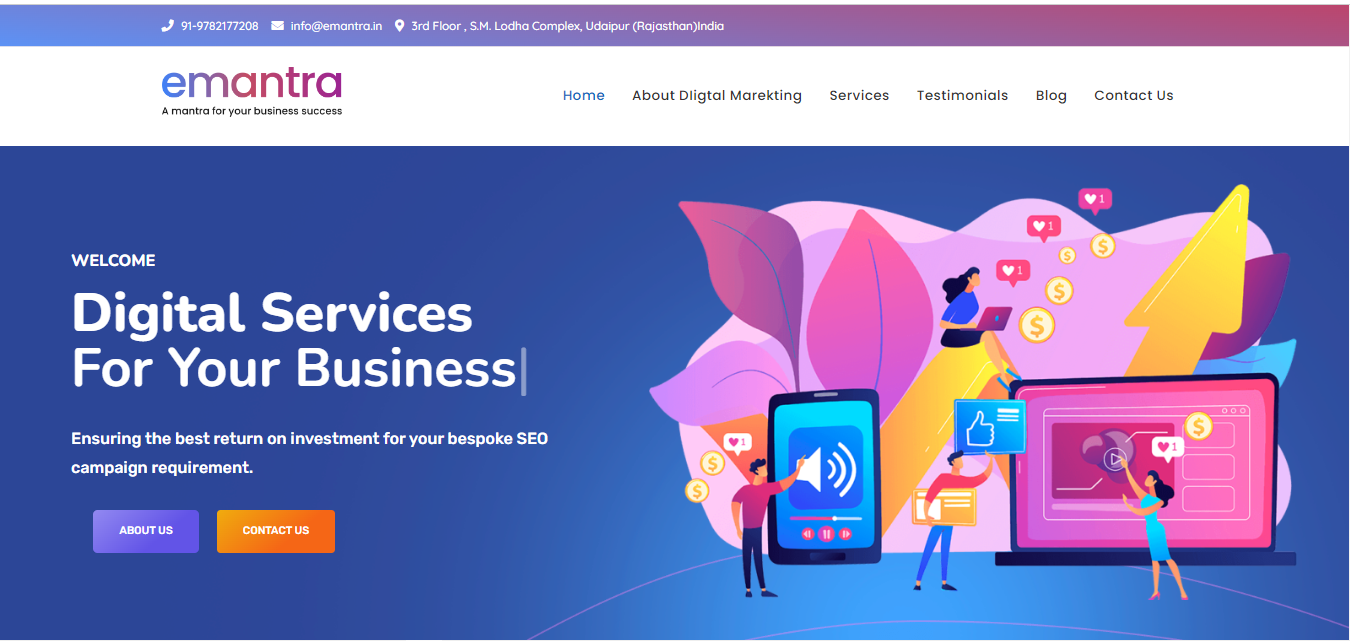 91-9782177208 info@emantra.in 3rd Floor , S.M. Lodha Complex, Udaipur (Rajasthan)India
emantra
A mantra for your business success
Home About DIigtal Marekting Services Testimonials Blog Contact Us
WELCOME
Digital Services
For Your Business
Ensuring the best return on investment for your bespoke SEO
campaign requirement.
ABOUT US CONTACT US
1
1
1
1
1
$
$
$
$
$
$
$